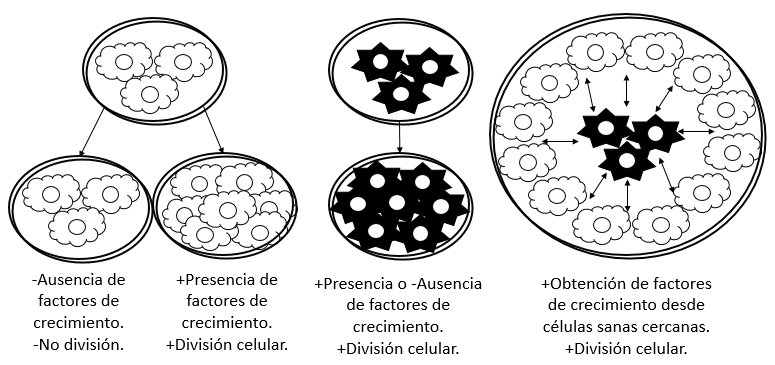 -Ausencia de
factores de
crecimiento.
-No división.
+Presencia de
factores de
crecimiento.
+División celular.
+Presencia o -Ausencia
de factores de
crecimiento.
+División celular.
+Obtención de factores
de crecimiento desde
células sanas cercanas.
+División celular.